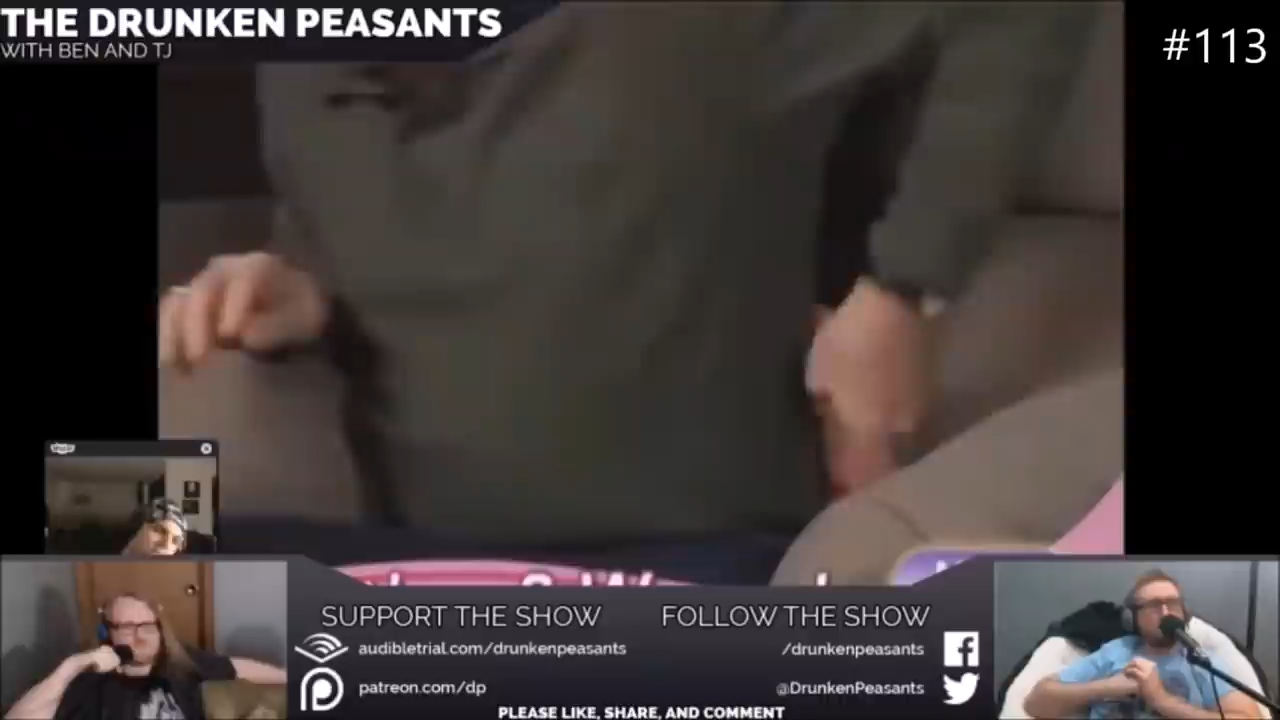 THE DRUNKEN PEASANTS
WITH BEN AND TJ
#113
SUPPORT THE SHOW
audibletrial.com/drunkenpeasants
patreon.com/dp
FOLLOW THE SHOW
/drunkenpeasants
@DrunkenPeasants
PLEASE LIKE, SHARE, AND COMMENT